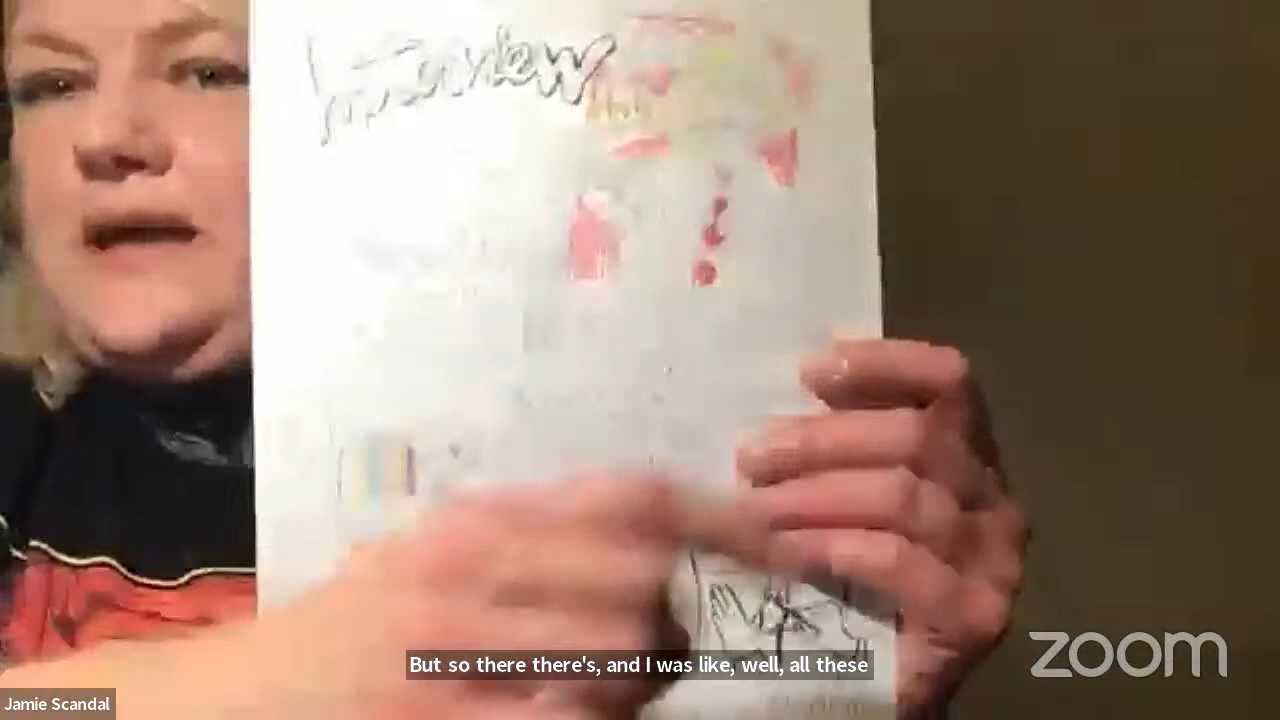 Interview
But so there there's, and I was like, well, all these
zoom
Jamie Scandal